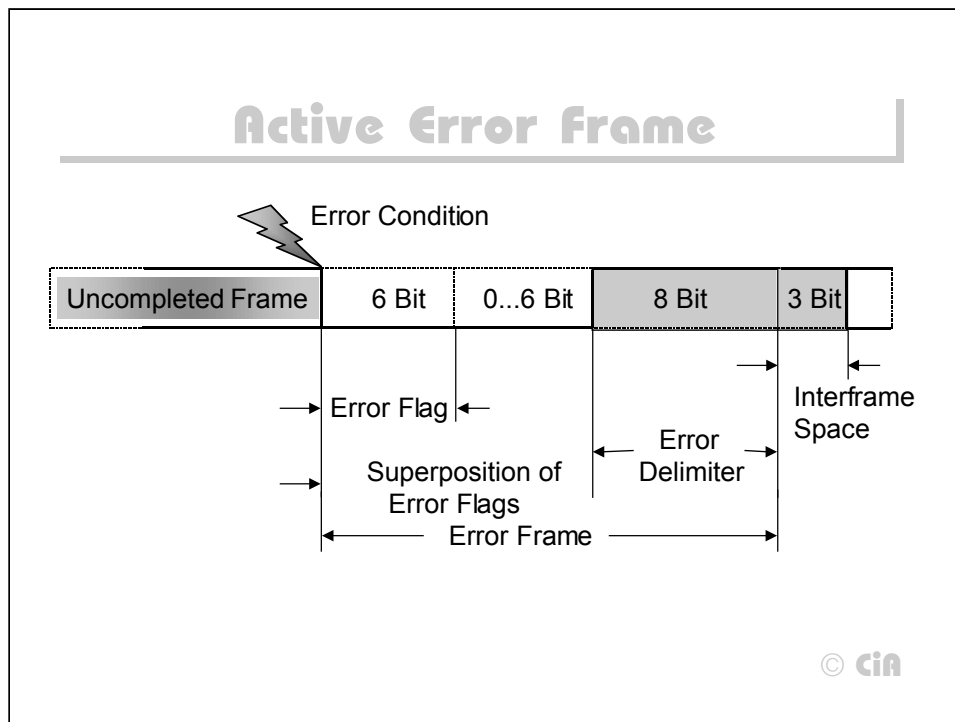 Active Error Frame
Error Condition
Uncompleted Frame 6 Bit 0...6 Bit 8 Bit 3 Bit
Error Flag
Interframe
Space
Error
Delimiter
Superposition of
Error Flags
Error Frame
© CiA